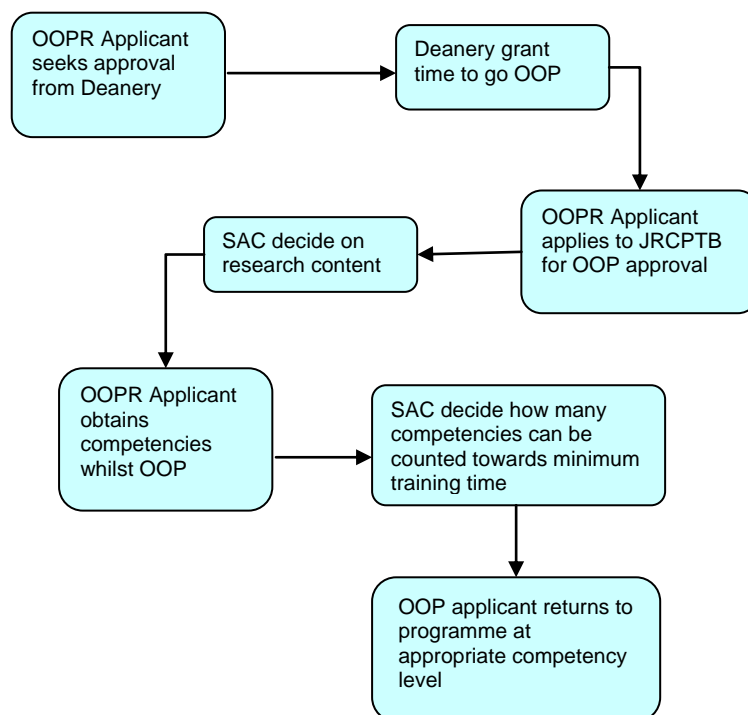 OOPR Applicant
seeks approval
from Deanery
Deanery grant
time to go OOP
OOPR Applicant
applies to JRCPTB
for OOP approval
SAC decide on
research content
OOPR Applicant
obtains
competencies
whilst OOP
SAC decide how many
competencies can be
counted towards minimum
training time
OOP applicant returns to
programme at
appropriate competency
level